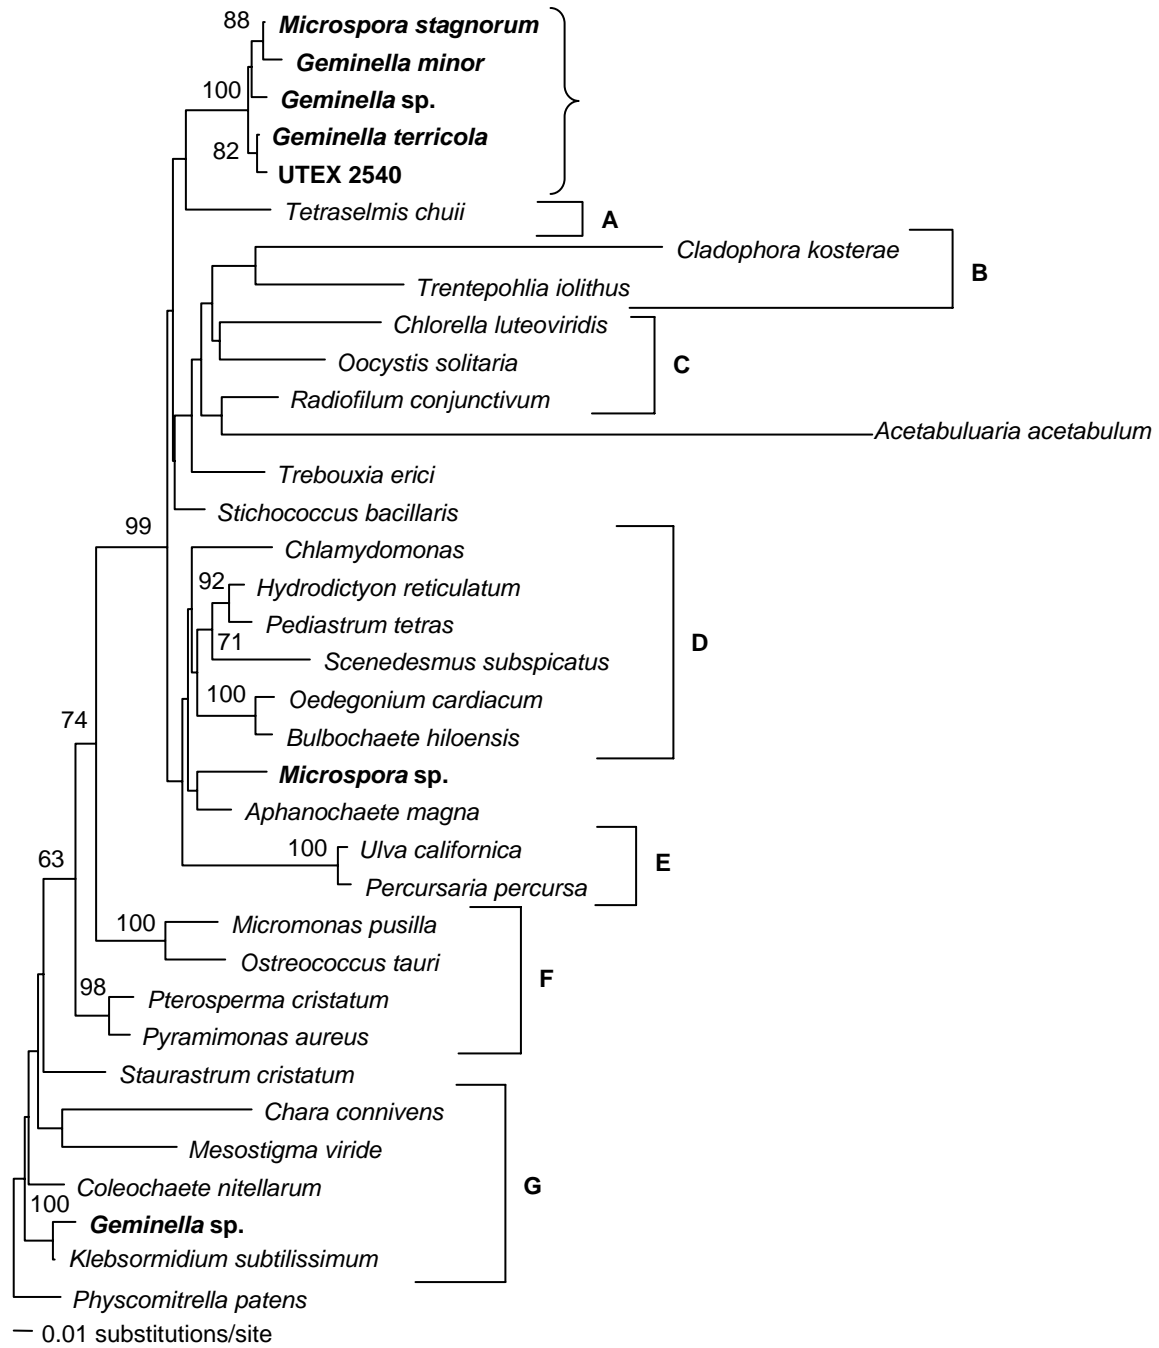 88
Microspora stagnorum
Geminella minor
100
Geminella sp.
Geminella terricola
82
UTEX 2540
Tetraselmis chuii
A
Cladophora kosterae
B
Trentepohlia iolithus
Chlorella luteoviridis
Oocystis solitaria
C
Radiofilum conjunctivum
Acetabuluaria acetabulum
Trebouxia erici
Stichococcus bacillaris
99
Chlamydomonas
92
Hydrodictyon reticulatum
Pediastrum tetras
71
D
Scenedesmus subspicatus
100
Oedegonium cardiacum
74
Bulbochaete hiloensis
Microspora sp.
Aphanochaete magna
100
Ulva californica
63
E
Percursaria percursa
100
Micromonas pusilla
Ostreococcus tauri
F
98
Pterosperma cristatum
Pyramimonas aureus
Staurastrum cristatum
Chara connivens
Mesostigma viride
Coleochaete nitellarum
G
100
Geminella sp.
Klebsormidium subtilissimum
Physcomitrella patens
0.01 substitutions/site